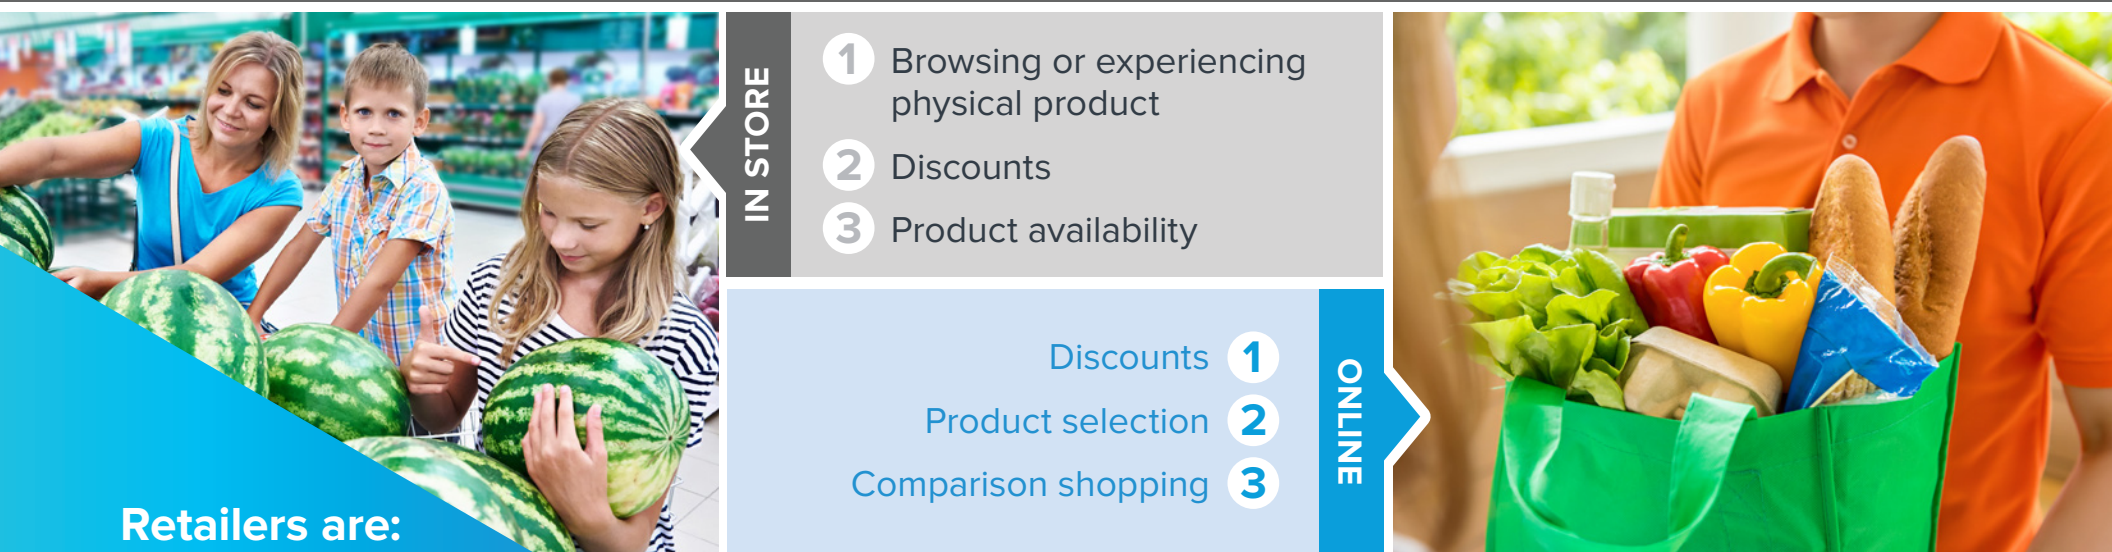 IN STORE
1 Browsing or experiencing
physical product
2 Discounts
3 Product availability
Discounts 1
Product selection 2
Comparison shopping 3
ONLINE
Retailers are: